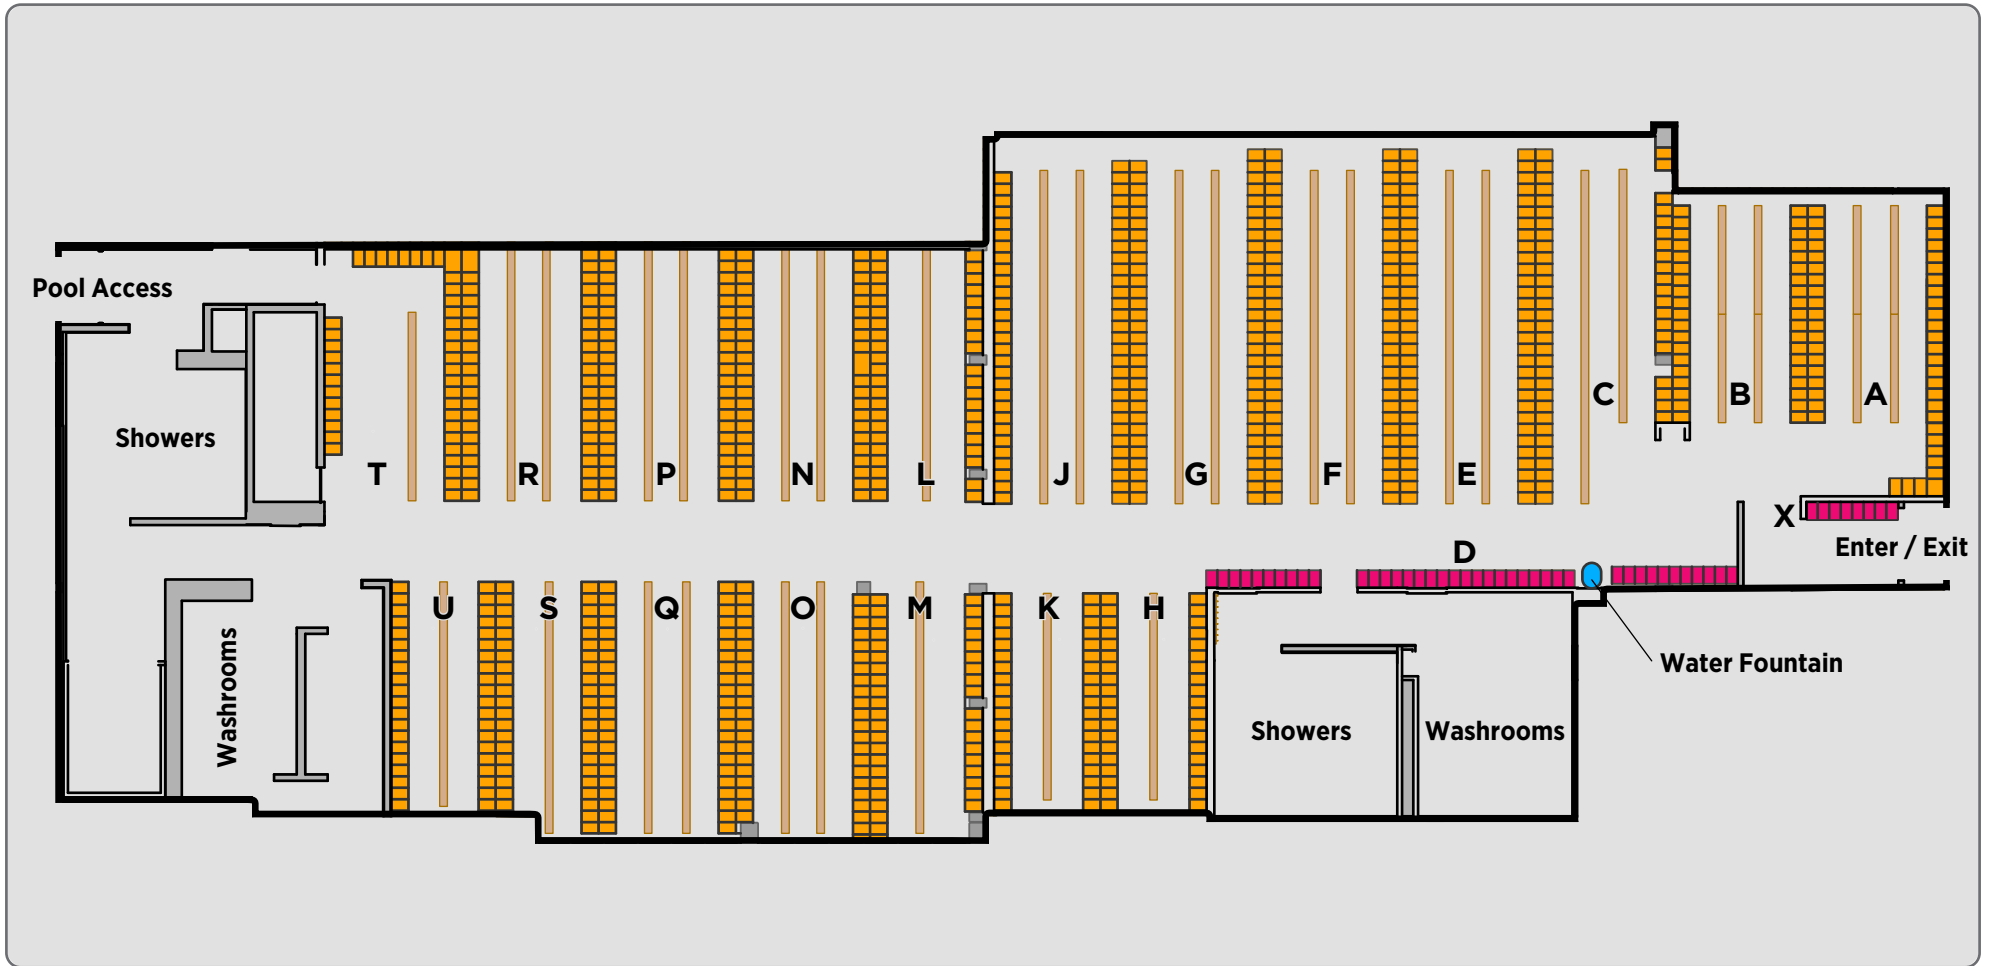 Pool Access
Showers
C
B
A
T
R
P
N
L
J
G
F
E
X
D
Enter / Exit
U
S
Q
O
M
K
H
Water Fountain
Washrooms
Showers
Washrooms